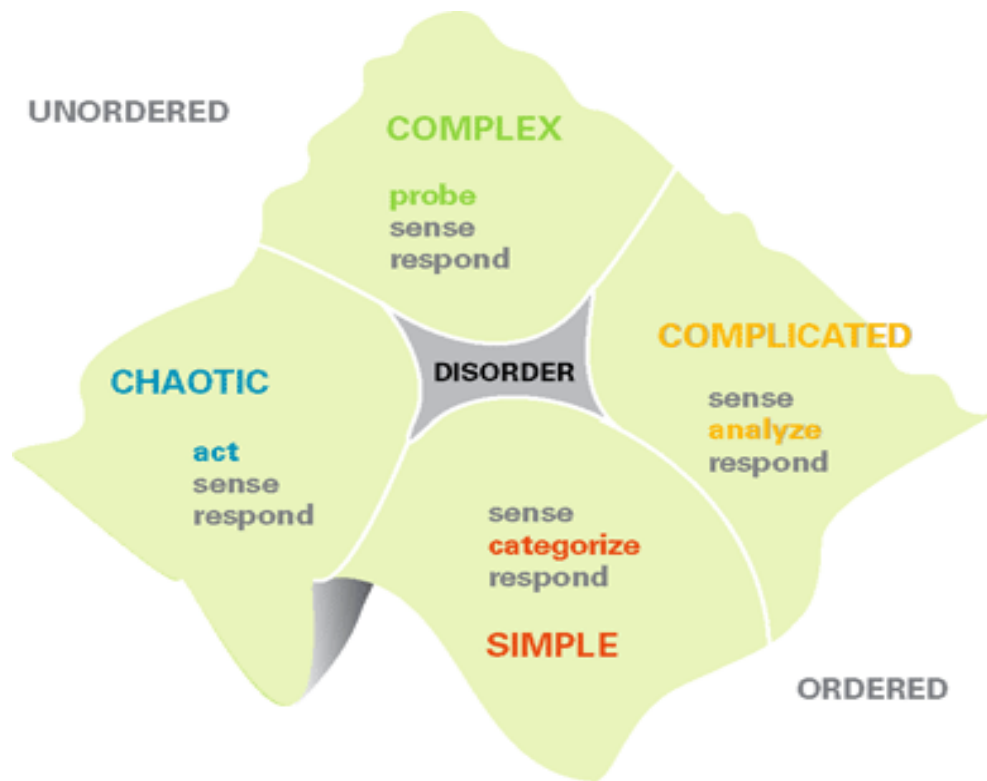 UNORDERED
COMPLEX
probe
sense
respond
CHAOTIC
act
sense
respond
DISORDER
COMPLICATED
sense
analyze
respond
sense
categorize
respond
SIMPLE
ORDERED